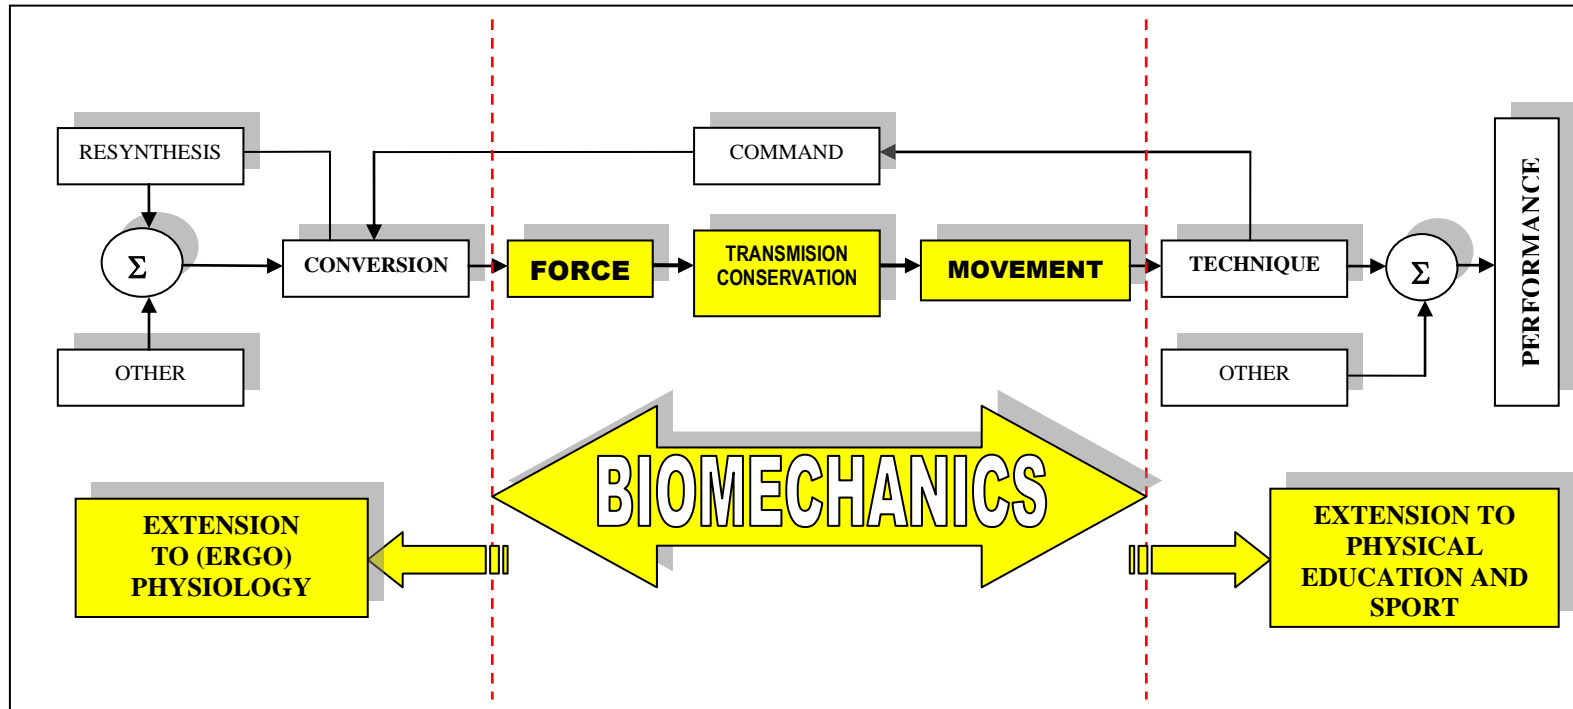 RESYNTHESIS
COMMAND
PERFORMANCE
Σ
CONVERSION
FORCE
TRANSMISION
CONSERVATION
MOVEMENT
TECHNIQUE
Σ
OTHER
OTHER
BIOMECHANICS
EXTENSION
TO (ERGO)
PHYSIOLOGY
EXTENSION TO
PHYSICAL
EDUCATION AND
SPORT